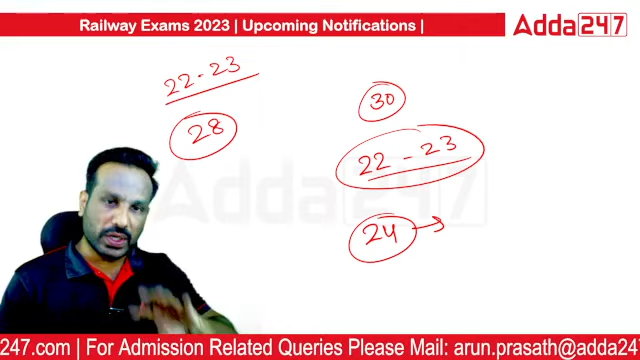 Railway Exams 2023 | Upcoming Notifications |
Adda247
22-23
28
30
22-23
24
Adda247
247.com | For Admission Related Queries Please Mail: arun.prasath@adda24